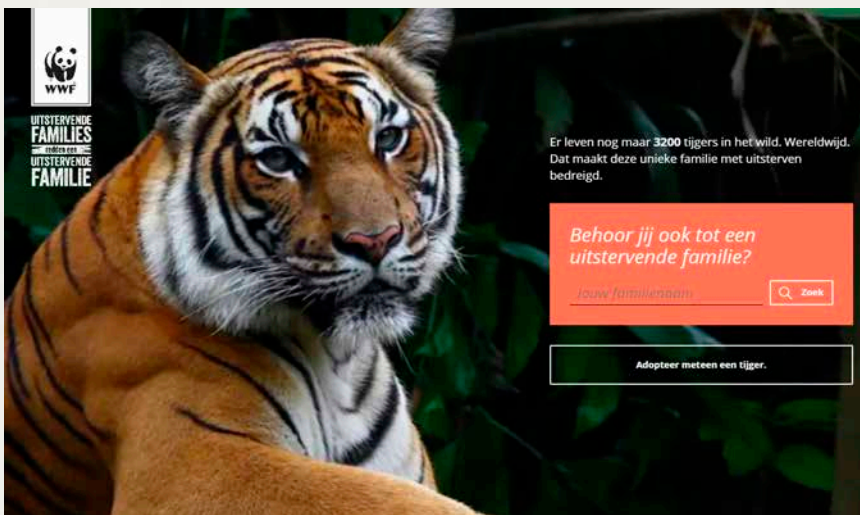 WWF
UITSTERVENDE
FAMILIES
redden een
UITSTERVENDE
FAMILIE
Er leven nog maar 3200 tijgers in het wild. Wereldwijd.
Dat maakt deze unieke familie met uitsterven
bedreigd.
Behoor jij ook tot een
uitstervende familie?
Jouw familienaam
Zoek
Adopteer meteen een tijger.